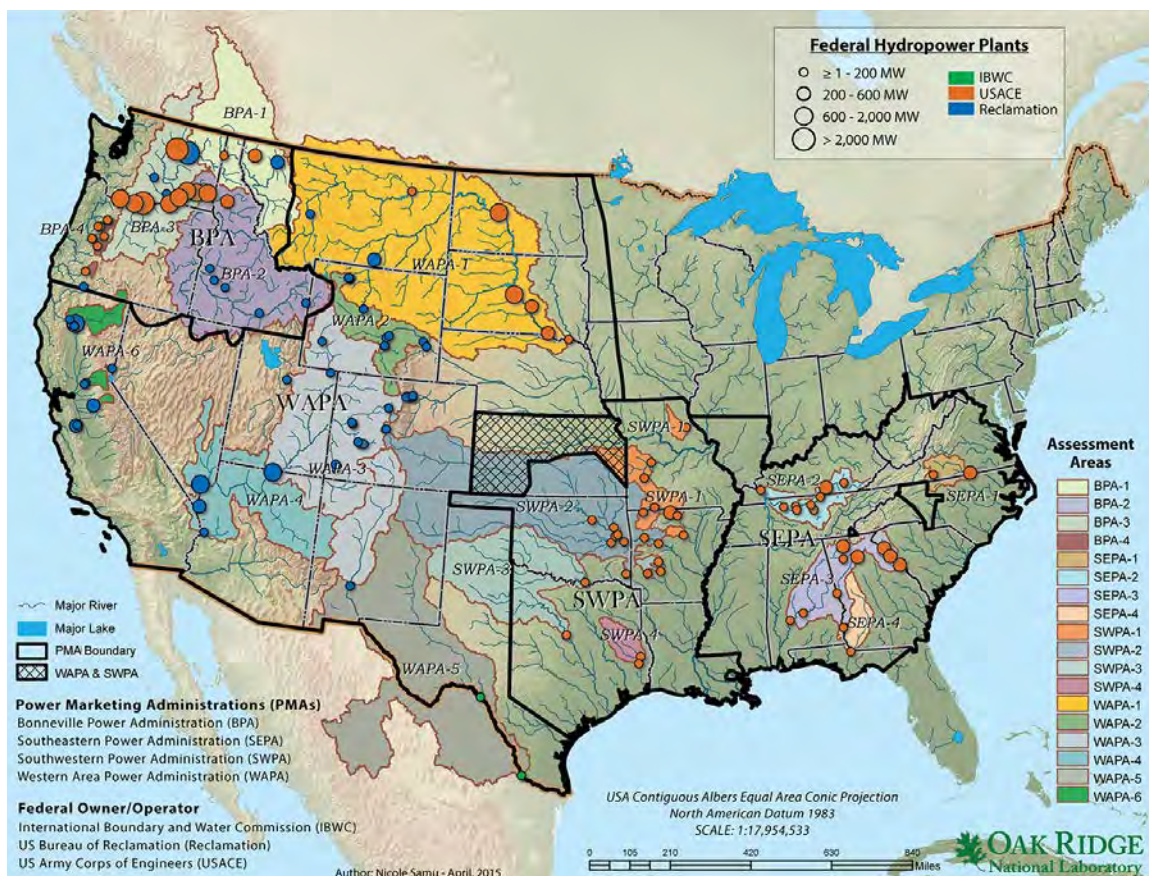 Federal Hydropower Plants
≥ 1 - 200 MW
200 - 600 MW
600 - 2,000 MW
> 2,000 MW
IBWC
USACE
Reclamation
BPA-1
BPA-4
BPA-3
BPA
BPA-2
WAPA-1
WAPA-2
WAPA-6
WAPA
WAPA-3
WAPA-4
WAPA-5
SWPA-1
SWPA-1
SWPA-2
SWPA-3
SWPA
SWPA-4
SEPA-2
SEPA-1
SEPA
SEPA-3
SEPA-4
Assessment
Areas
BPA-1
BPA-2
BPA-3
BPA-4
SEPA-1
SEPA-2
SEPA-3
SEPA-4
SWPA-1
SWPA-2
SWPA-3
SWPA-4
WAPA-1
WAPA-2
WAPA-3
WAPA-4
WAPA-5
WAPA-6
Major River
Major Lake
PMA Boundary
WAPA & SWPA
Power Marketing Administrations (PMAs)
Bonneville Power Administration (BPA)
Southeastern Power Administration (SEPA)
Southwestern Power Administration (SWPA)
Western Area Power Administration (WAPA)
Federal Owner/Operator
International Boundary and Water Commission (IBWC)
US Bureau of Reclamation (Reclamation)
US Army Corps of Engineers (USACE)
Author: Nicole Samu - April, 2015
USA Contiguous Albers Equal Area Conic Projection
North American Datum 1983
SCALE: 1:17,954,533
0 105 210 420 630 840
Miles
OAK RIDGE
National Laboratory